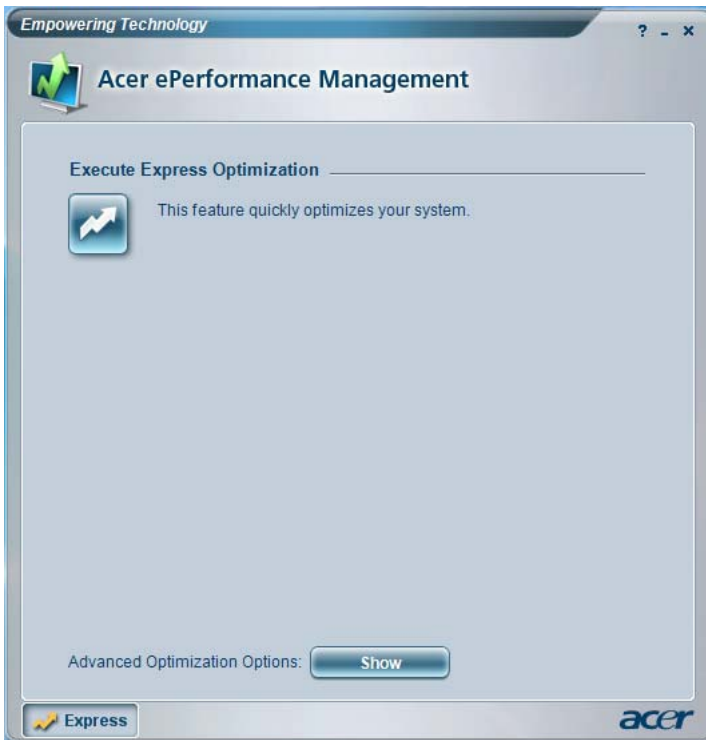 Empowering Technology
? - ×
Acer ePerformance Management
Execute Express Optimization
This feature quickly optimizes your system.
Advanced Optimization Options: Show
Express
acer